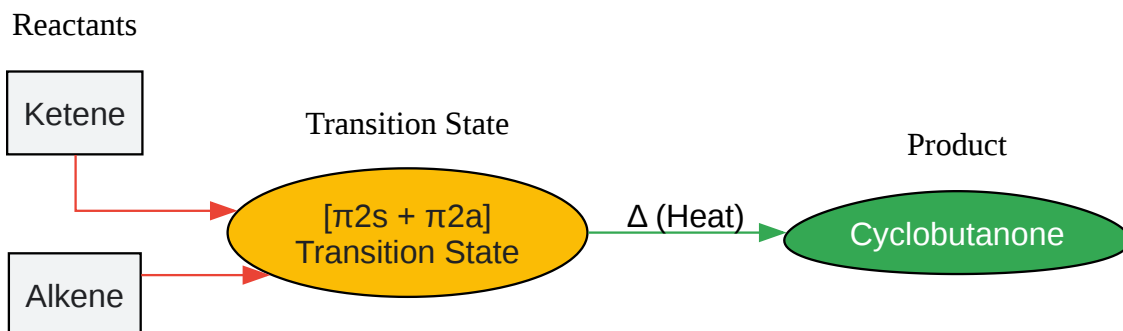 Reactants
Ketene
Transition State
Product
[π2s + π2a]
Transition State
Δ (Heat)
Cyclobutanone
Alkene